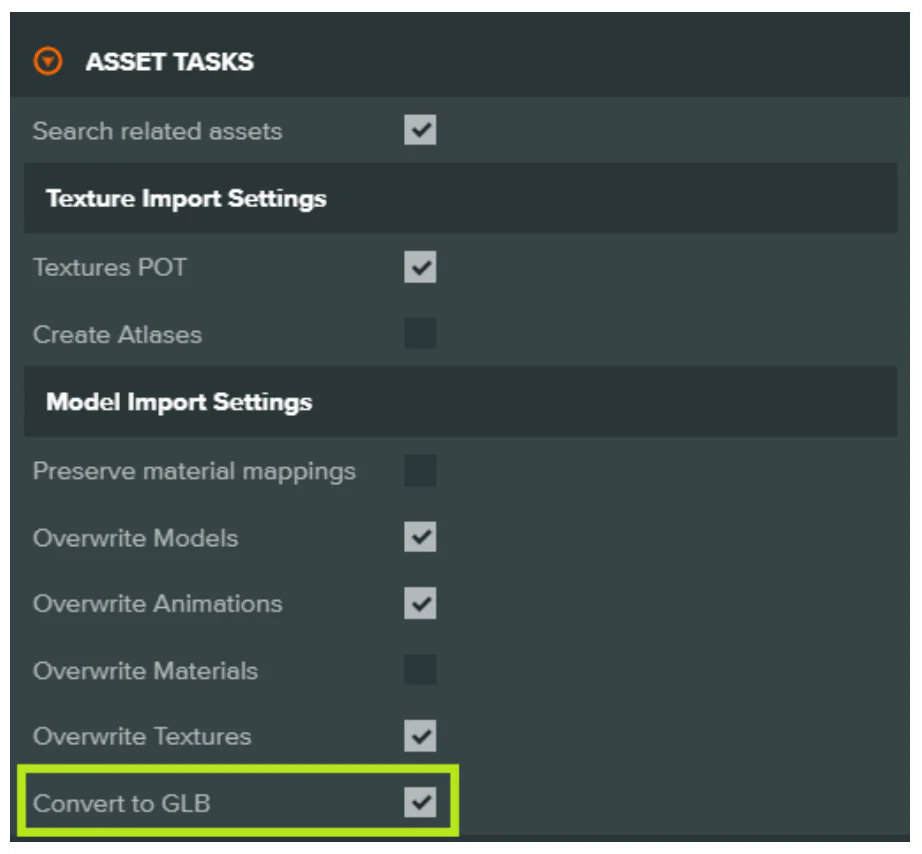 ASSET TASKS
Search related assets
Texture Import Settings
Textures POT
Create Atlases
Model Import Settings
Preserve material mappings
Overwrite Models
Overwrite Animations
Overwrite Materials
Overwrite Textures
Convert to GLB